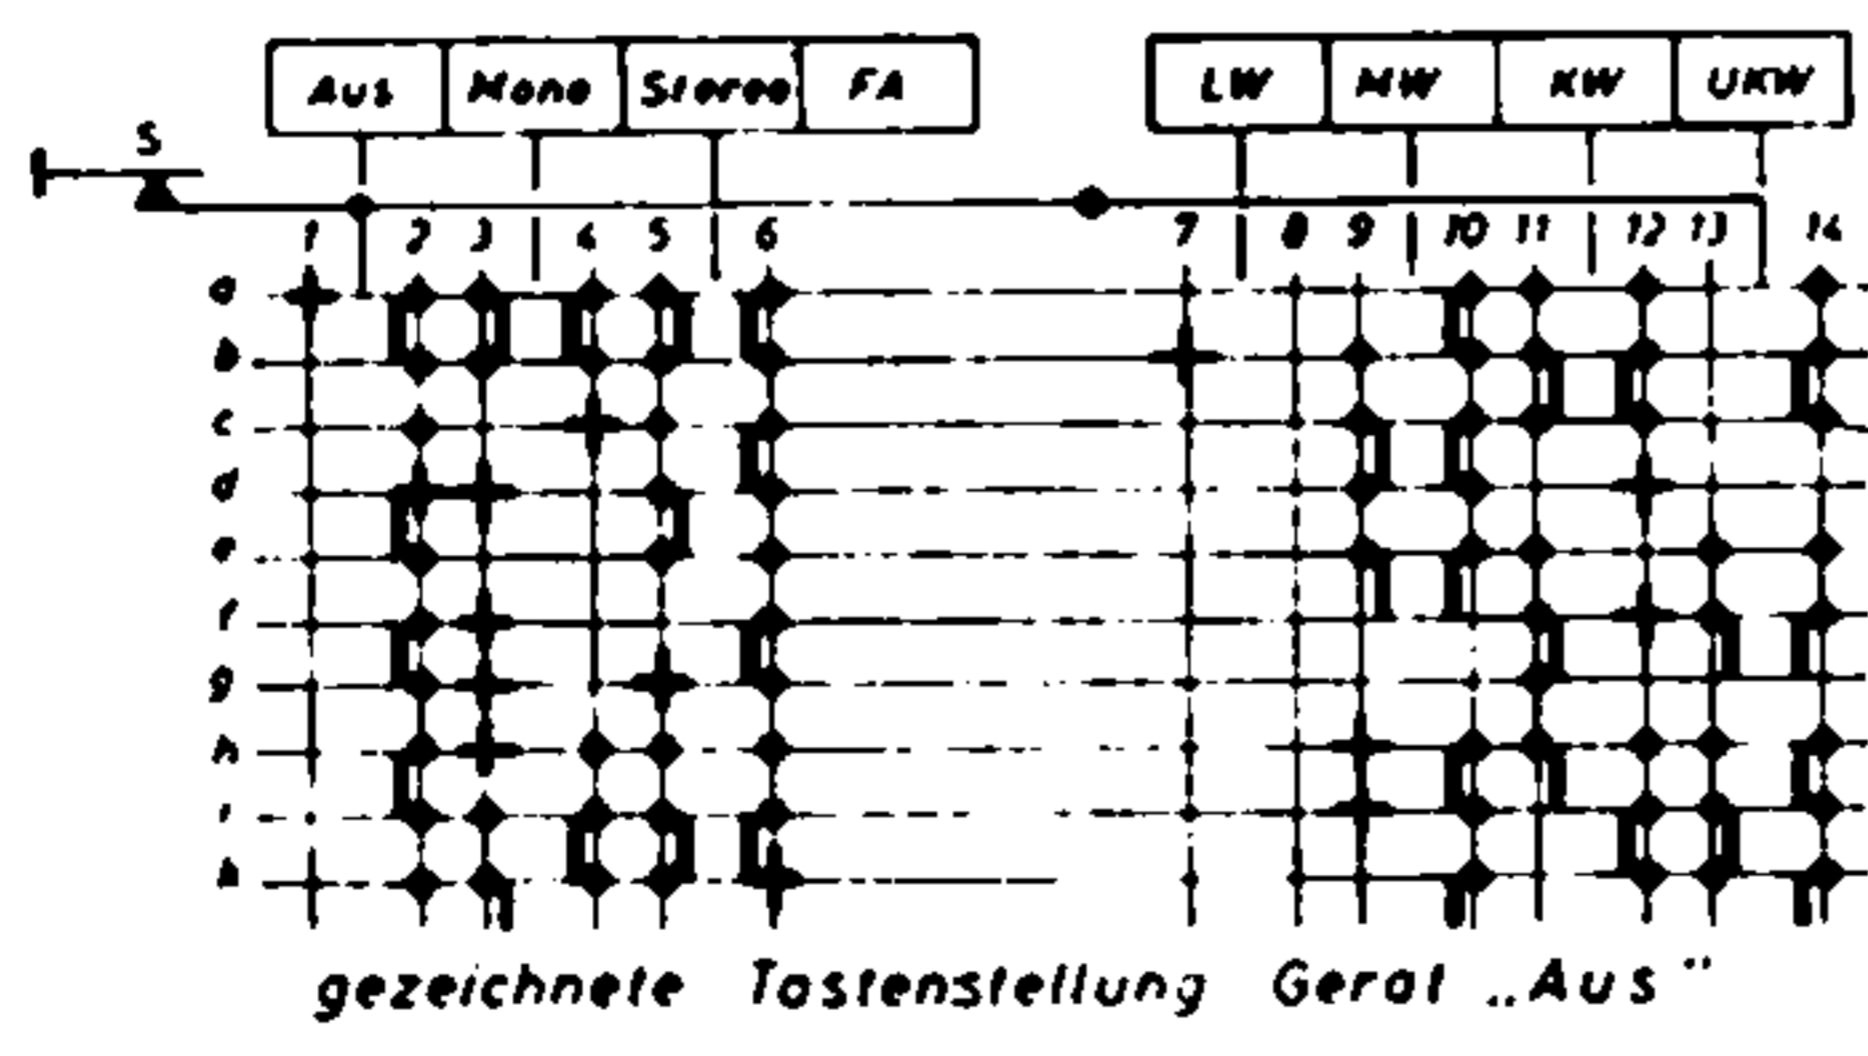 Aus Mono Stereo FA LW MW KW UKW
S
1 2 3 4 5 6 7 8 9 10 11 12 13 14
a
b
c
d
e
f
g
h
i
k
gezeichnete Tastenstellung Gerät „Aus"